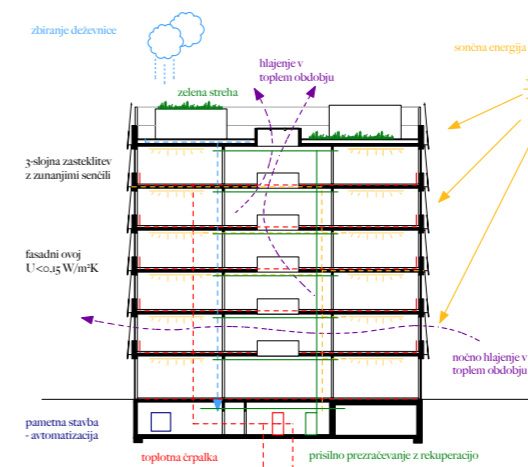 zbiranje deževnice
sončna energija
hlajenje v
toplem obdobju
zelena streha
3-slojna zasteklitev
z zunanjimi senčili
fasadni ovoj
U<0,15 W/m²K
nočno hlajenje v
toplem obdobju
pametna stavba
- avtomatizacija
toplotna črpalka
prisilno prezračevanje z rekuperacijo